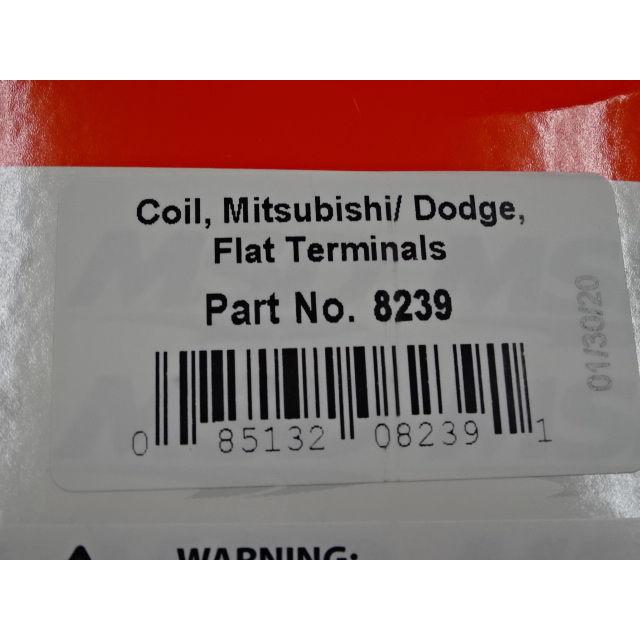 Coil, Mitsubishi/ Dodge,
Flat Terminals
Part No. 8239
01/30/20
0 85132 08239 1
WARNING: